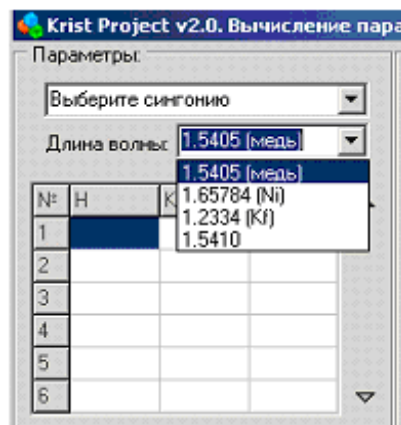 Krist Project v2.0. Вычисление пара
Параметры:
Выберите сингонию
Длина волны: 1.5405 (медь)
1.5405 (медь)
1.65784 (Ni)
1.2334 (Kf)
1.5410
№ H K
1
2
3
4
5
6